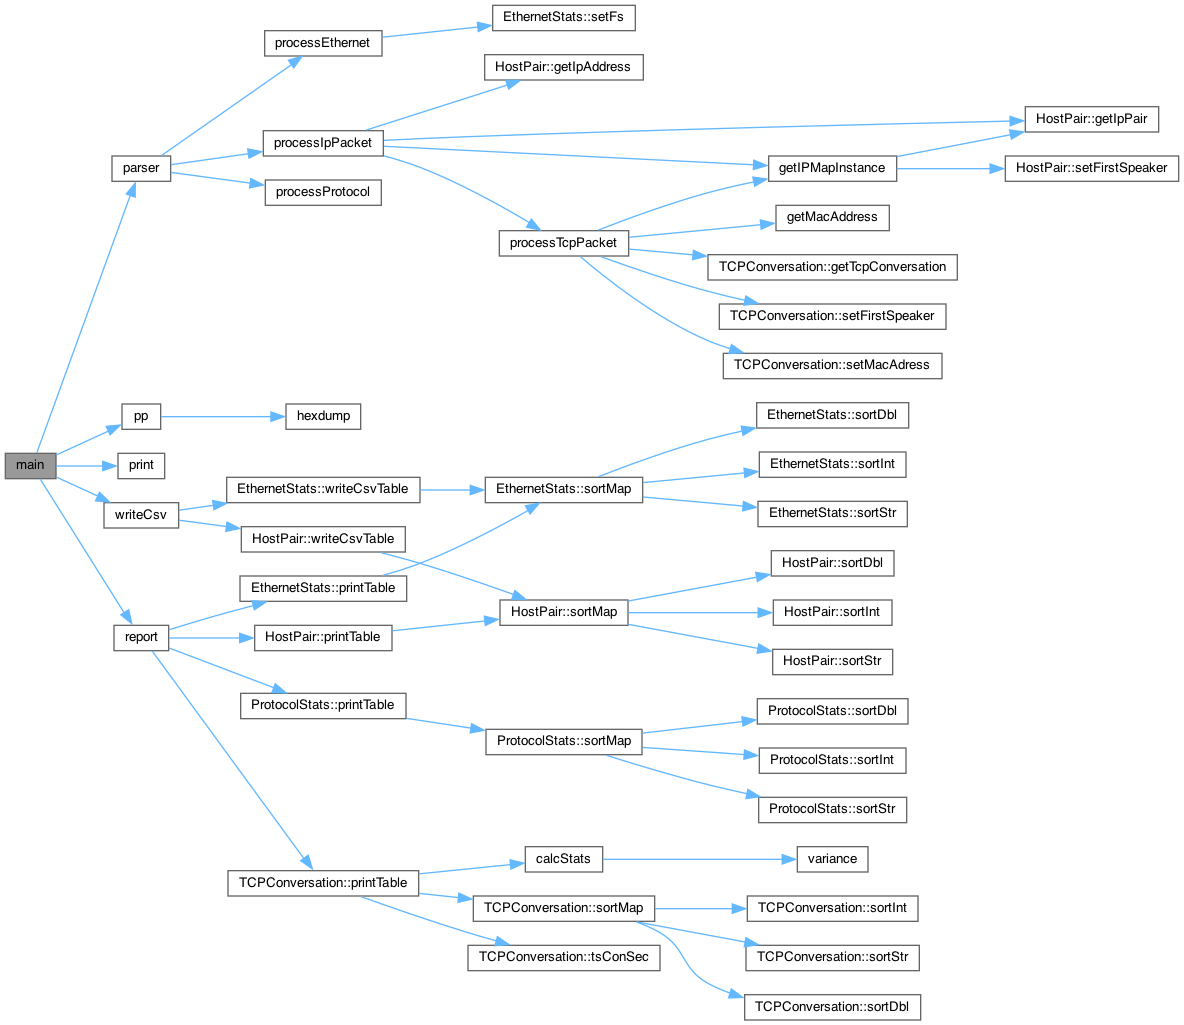 EthernetStats::setFs
processEthernet
HostPair::getIpAddress
HostPair::getIpPair
processIpPacket
parser
getIPMapInstance
HostPair::setFirstSpeaker
processProtocol
getMacAddress
processTcpPacket
TCPConversation::getTcpConversation
TCPConversation::setFirstSpeaker
TCPConversation::setMacAdress
pp
hexdump
EthernetStats::sortDbl
main
print
EthernetStats::sortInt
EthernetStats::writeCsvTable
EthernetStats::sortMap
writeCsv
EthernetStats::sortStr
HostPair::writeCsvTable
HostPair::sortDbl
EthernetStats::printTable
HostPair::sortMap
HostPair::sortInt
report
HostPair::printTable
HostPair::sortStr
ProtocolStats::printTable
ProtocolStats::sortDbl
ProtocolStats::sortMap
ProtocolStats::sortInt
ProtocolStats::sortStr
calcStats
variance
TCPConversation::printTable
TCPConversation::sortMap
TCPConversation::sortInt
TCPConversation::tsConSec
TCPConversation::sortStr
TCPConversation::sortDbl